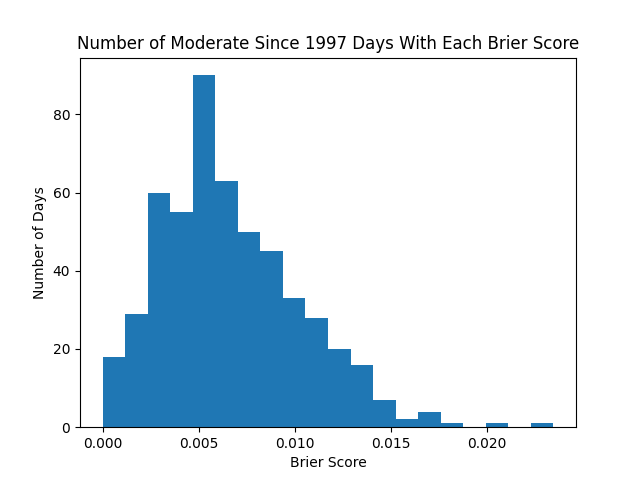 Number of Moderate Since 1997 Days With Each Brier Score
80
60
40
20
0
Number of Days
0.000 0.005 0.010 0.015 0.020
Brier Score